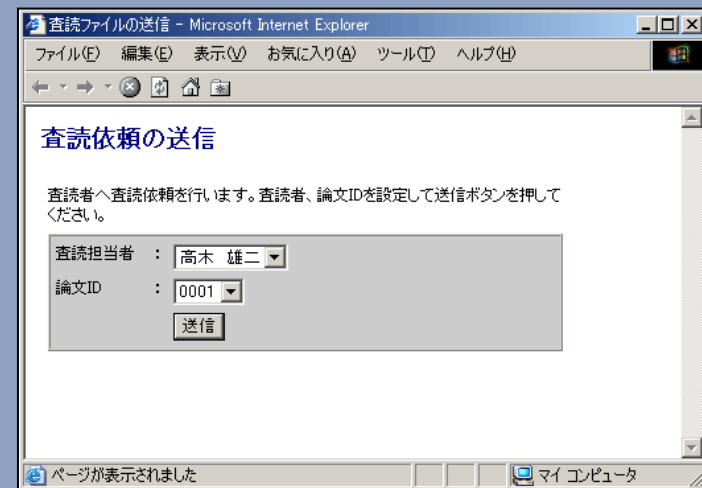 査読ファイルの送信 - Microsoft Internet Explorer
ファイル(F) 編集(E) 表示(V) お気に入り(A) ツール(T) ヘルプ(H)
査読依頼の送信
査読者へ査読依頼を行います。査読者、論文IDを設定して送信ボタンを押して
ください。
査読担当者 : 高木 雄二
論文ID : 0001
送信
ページが表示されました マイ コンピュータ